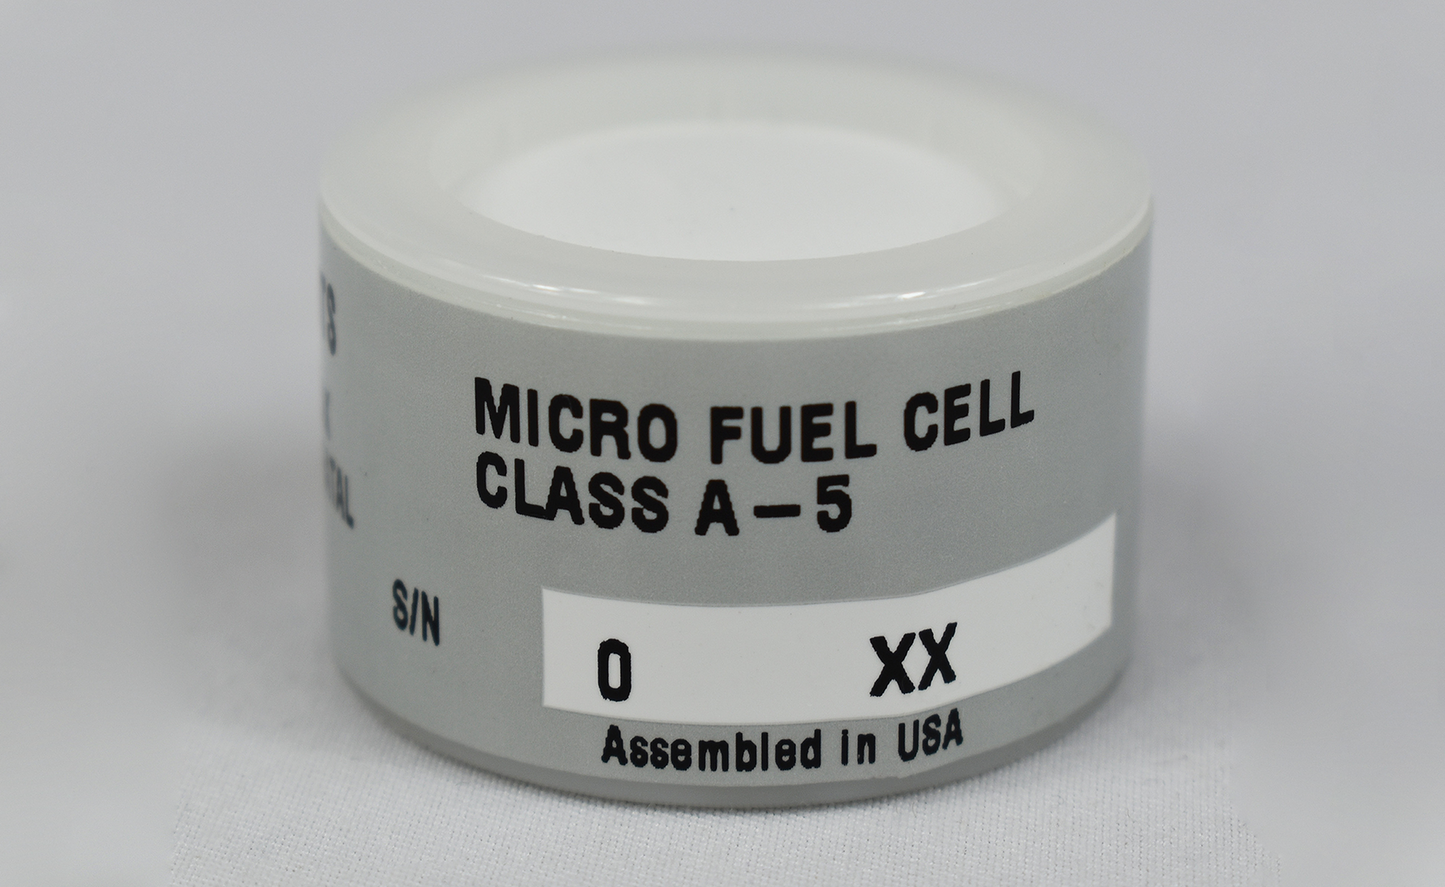 MICRO FUEL CELL
CLASS A-5
S/N
0 XX
Assembled in USA